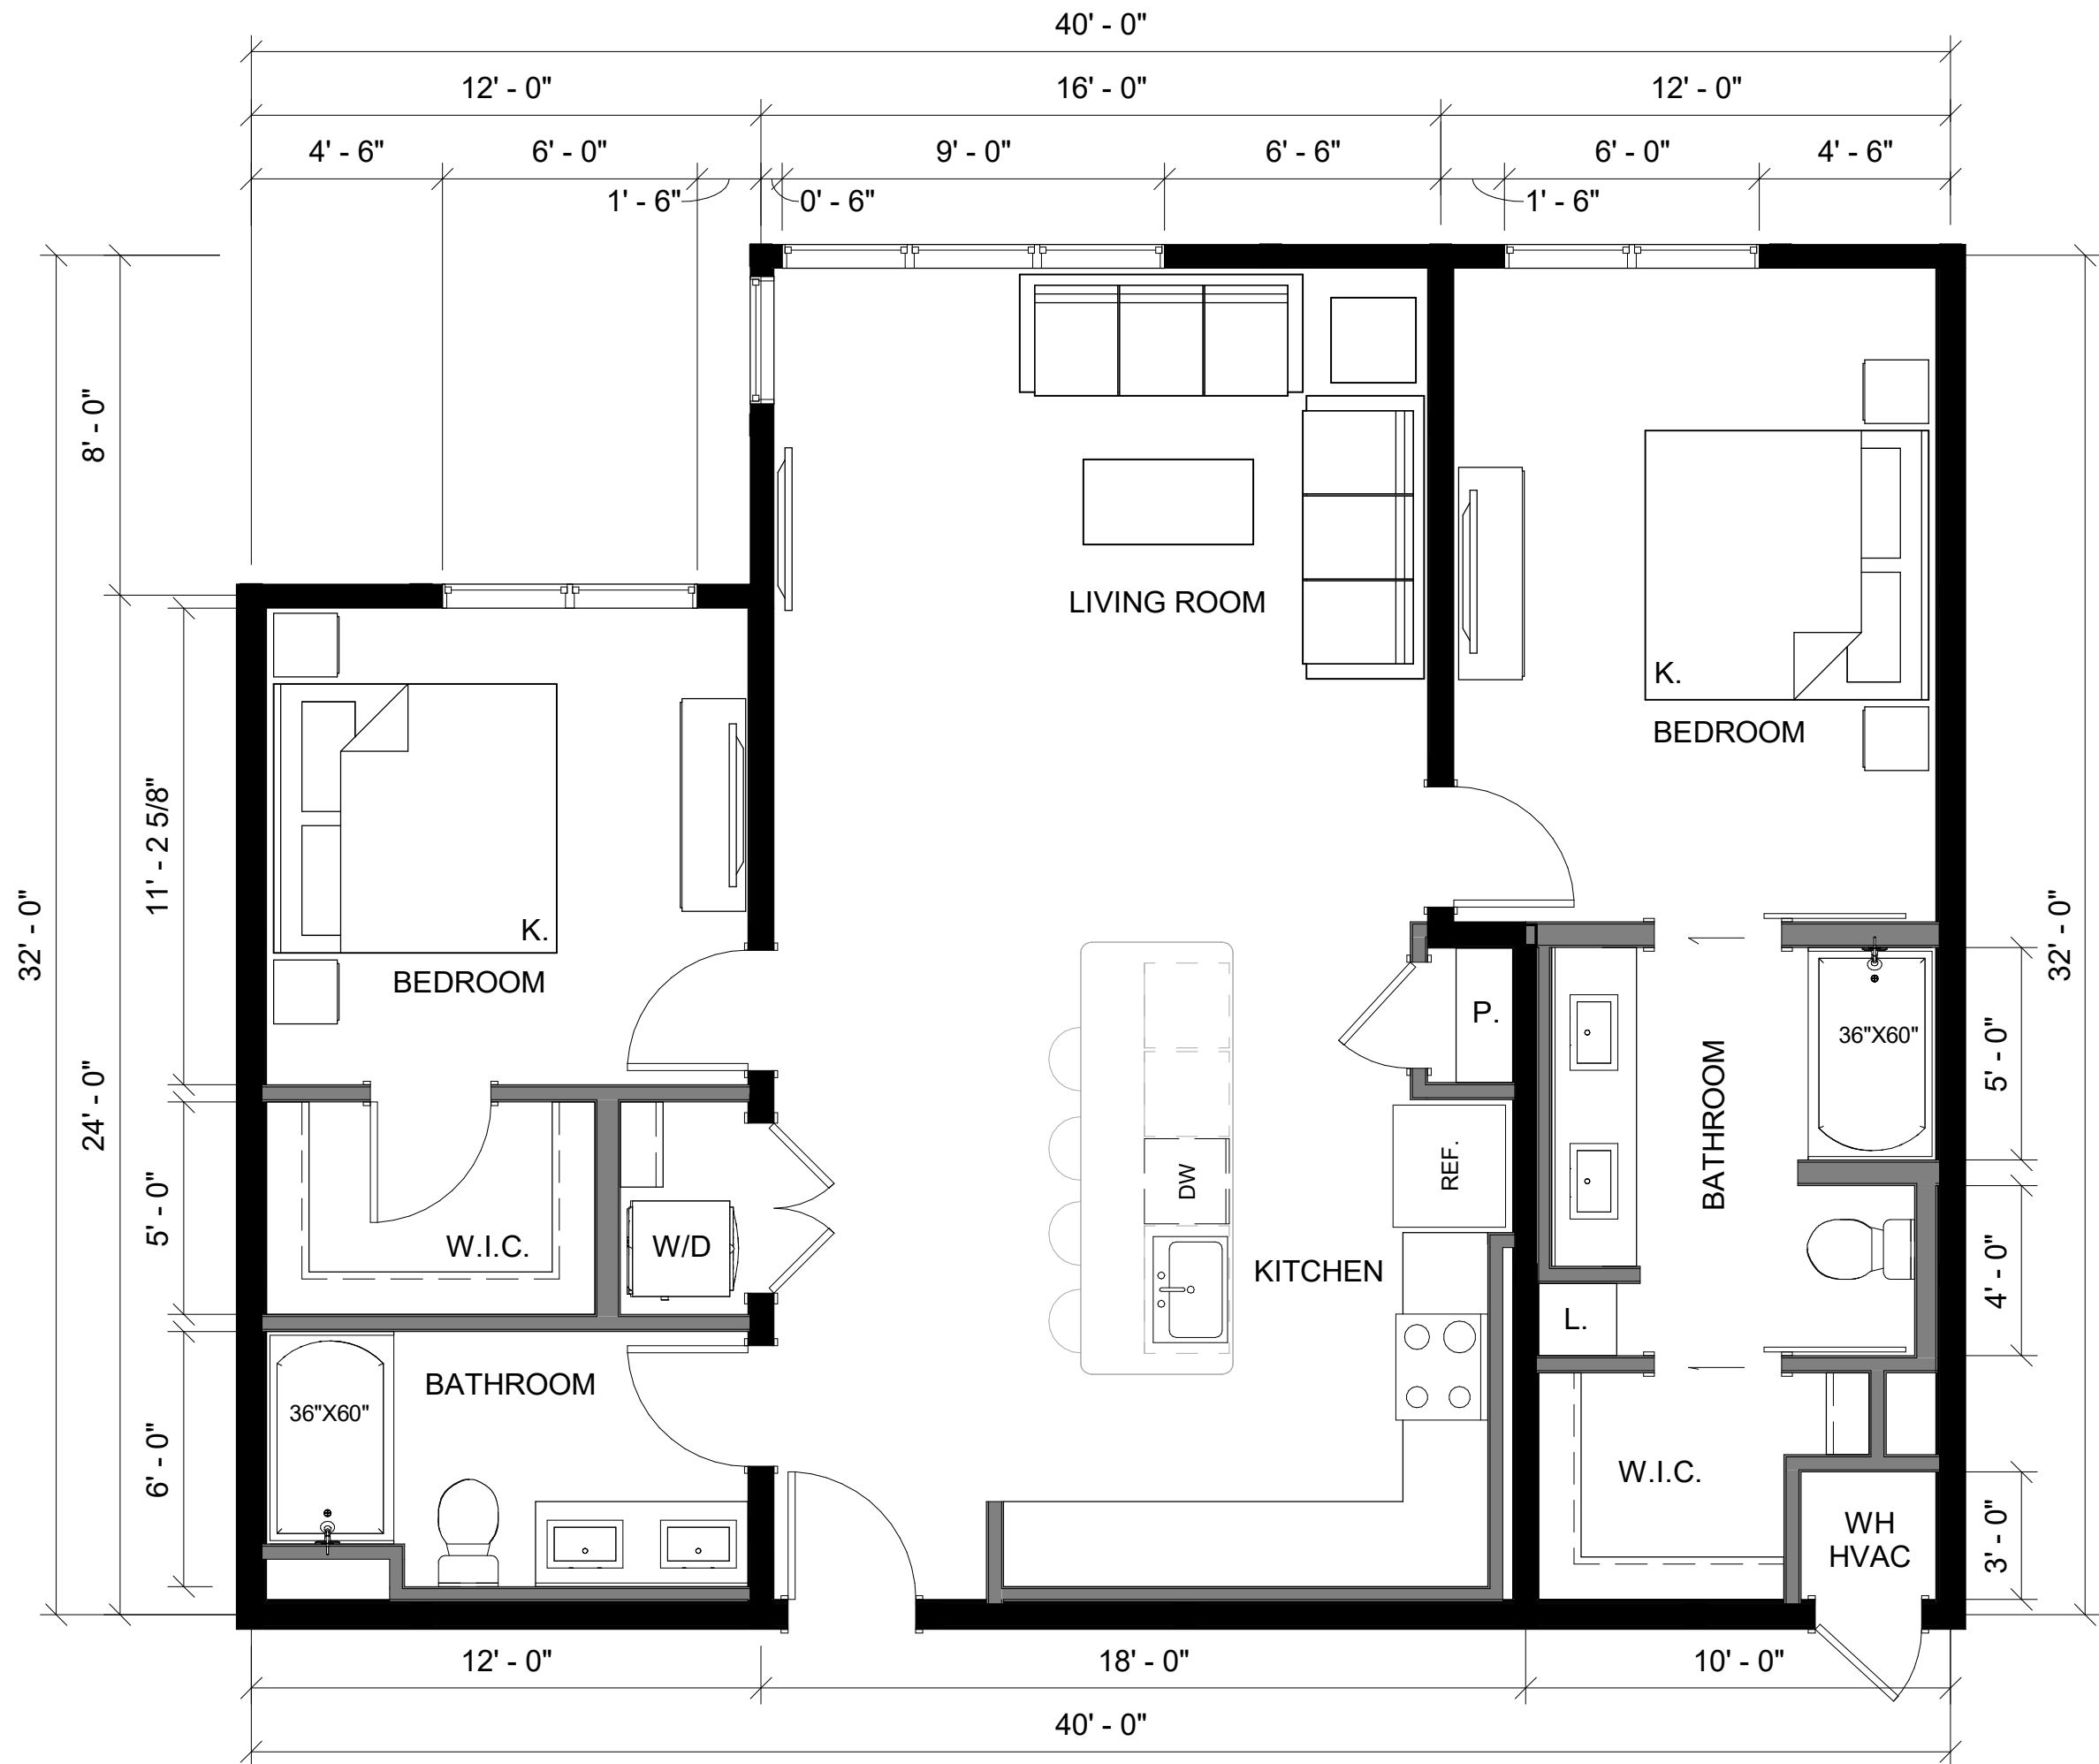 40' - 0"
12' - 0"
16' - 0"
12' - 0"
4' - 6"
6' - 0"
9' - 0"
6' - 6"
6' - 0"
4' - 6"
1' - 6"
0' - 6"
1' - 6"
8' - 0"
32' - 0"
24' - 0"
11' - 2 5/8"
5' - 0"
6' - 0"
LIVING ROOM
K.
BEDROOM
K.
BEDROOM
32' - 0"
P.
36"X60"
5' - 0"
BATHROOM
REF.
DW
W.I.C.
W/D
KITCHEN
4' - 0"
L.
BATHROOM
36"X60"
W.I.C.
WH
HVAC
3' - 0"
12' - 0"
18' - 0"
10' - 0"
40' - 0"